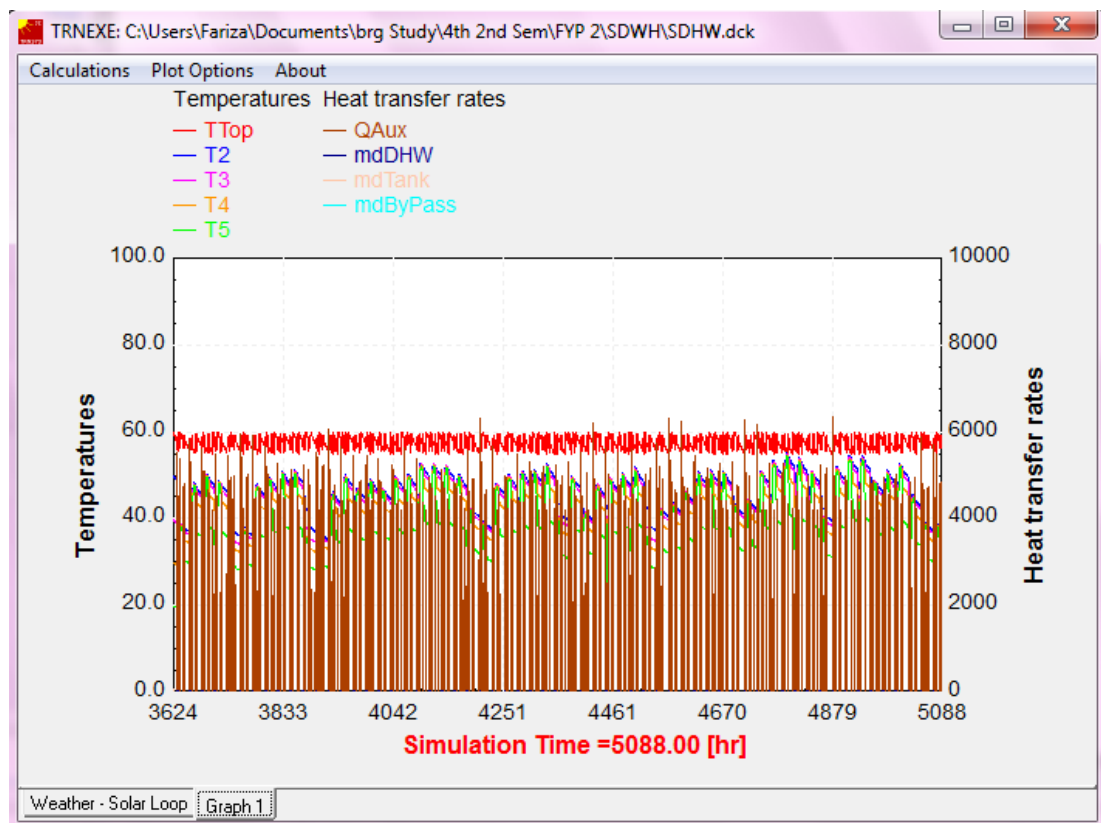 TRNEXE: C:\Users\Fariza\Documents\brg Study\4th 2nd Sem\FYP 2\SDWH\SDHW.dck
Calculations Plot Options About
Temperatures Heat transfer rates
TTop QAux
T2 mdDHW
T3 mdTank
T4 mdByPass
T5
100.0 10000
80.0 8000
60.0 6000
40.0 4000
20.0 2000
0.0 0
Temperatures
Heat transfer rates
3624 3833 4042 4251 4461 4670 4879 5088
Simulation Time =5088.00 [hr]
Weather - Solar Loop Graph 1